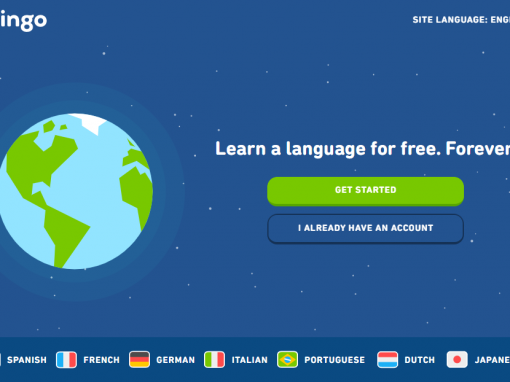 ingo
SITE LANGUAGE: ENG
Learn a language for free. Forever
GET STARTED
I ALREADY HAVE AN ACCOUNT
SPANISH FRENCH GERMAN ITALIAN PORTUGUESE DUTCH JAPANE